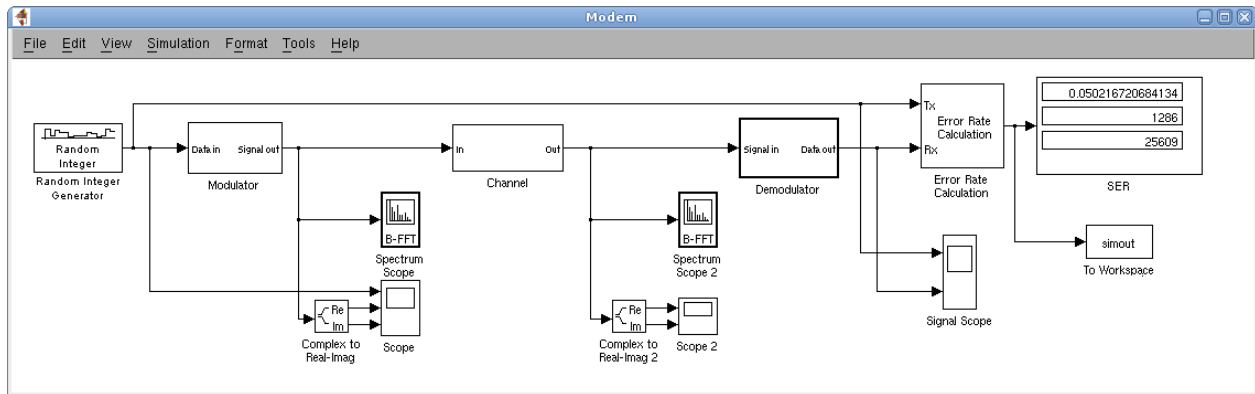 Modem
File Edit View Simulation Format Tools Help
Random
Integer
Random Integer
Generator
Data in Signal out
Modulator
In Out
Channel
Signal in Data out
Demodulator
Tx
Rx
Error Rate
Calculation
Error Rate
Calculation
0.050216720684134
1286
25609
SER
B-FFT
Spectrum
Scope
B-FFT
Spectrum
Scope 2
simout
To Workspace
Re
Im
Complex to
Real-Imag
Scope
Re
Im
Complex to
Real-Imag 2
Scope 2
Signal Scope